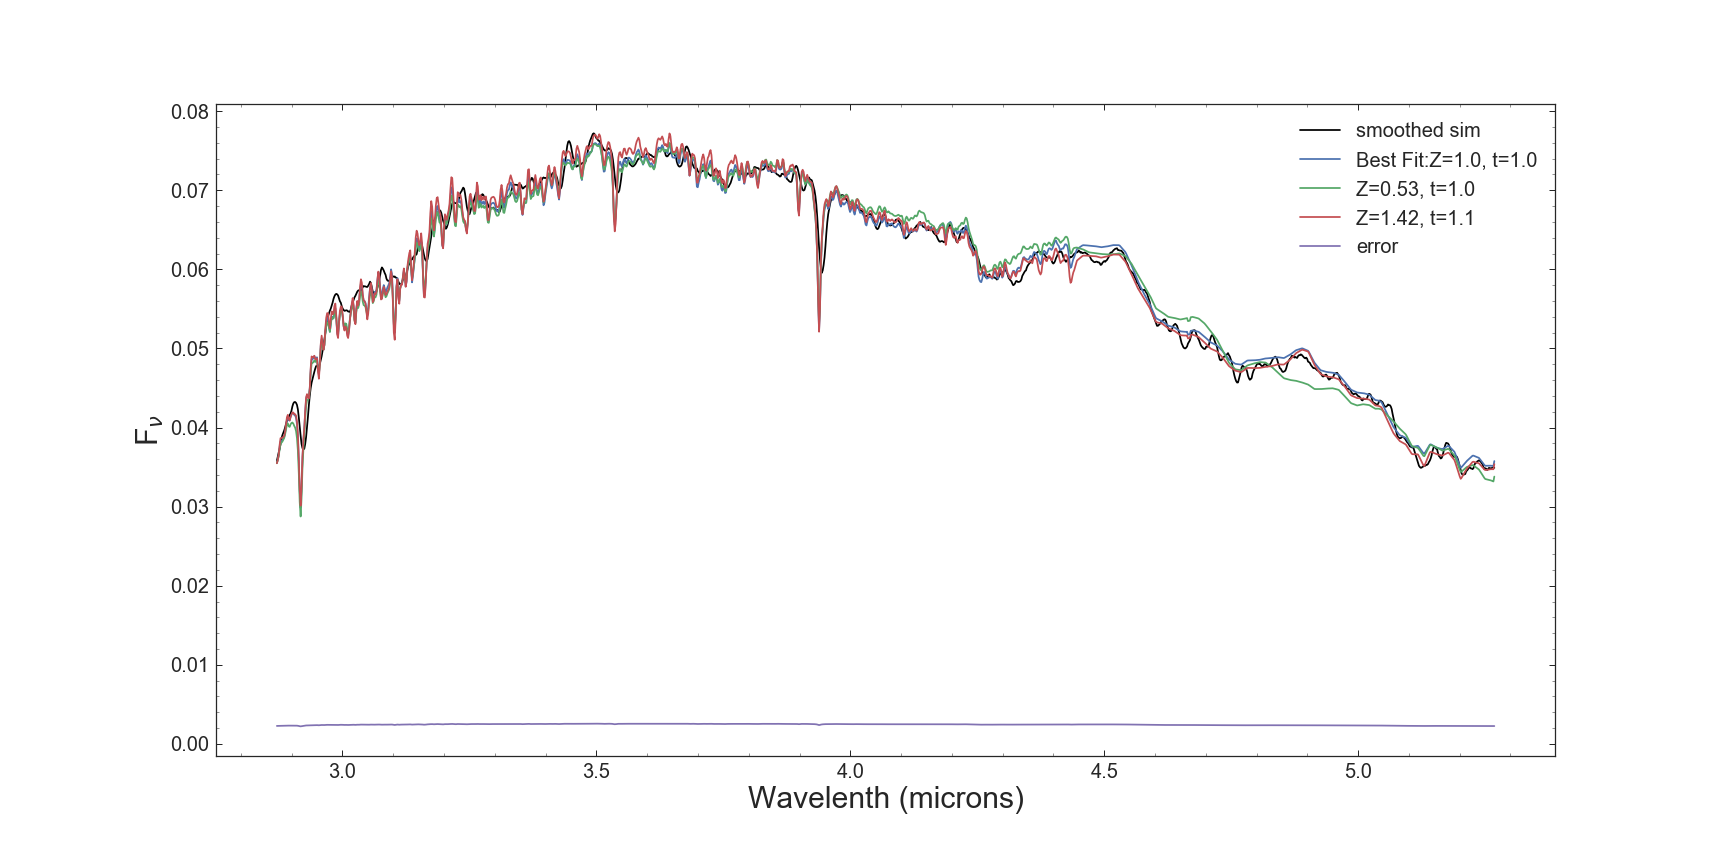 0.08
0.07
0.06
0.05
0.04
0.03
0.02
0.01
0.00
Fν
smoothed sim
Best Fit:Z=1.0, t=1.0
Z=0.53, t=1.0
Z=1.42, t=1.1
error
3.0 3.5 4.0 4.5 5.0
Wavelenth (microns)